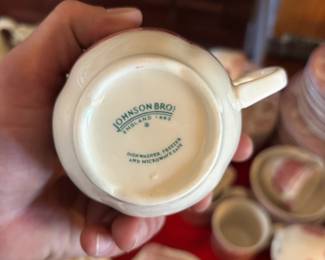 JOHNSON BROS
ENGLAND 1883
®
DISHWASHER, FREEZER
AND MICROWAVE SAFE